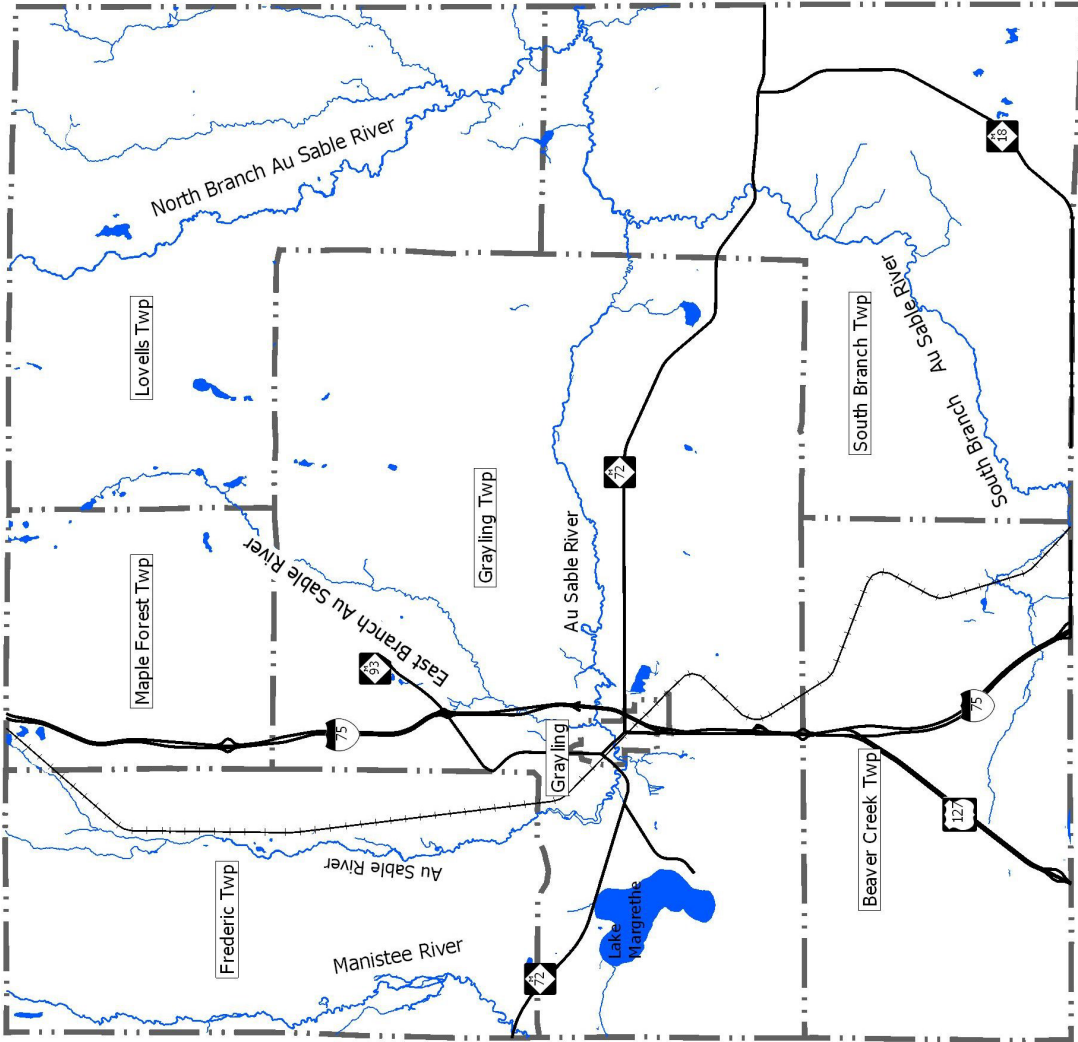 North Branch Au Sable River
Lovells Twp
Maple Forest Twp
East Branch Au Sable River
M
93
75
Frederic Twp
Au Sable River
Manistee River
Grayling Twp
Au Sable River
M
72
Grayling
M
72
Lake
Margrethe
South Branch Twp
South Branch Au Sable River
M
18
Beaver Creek Twp
75
127